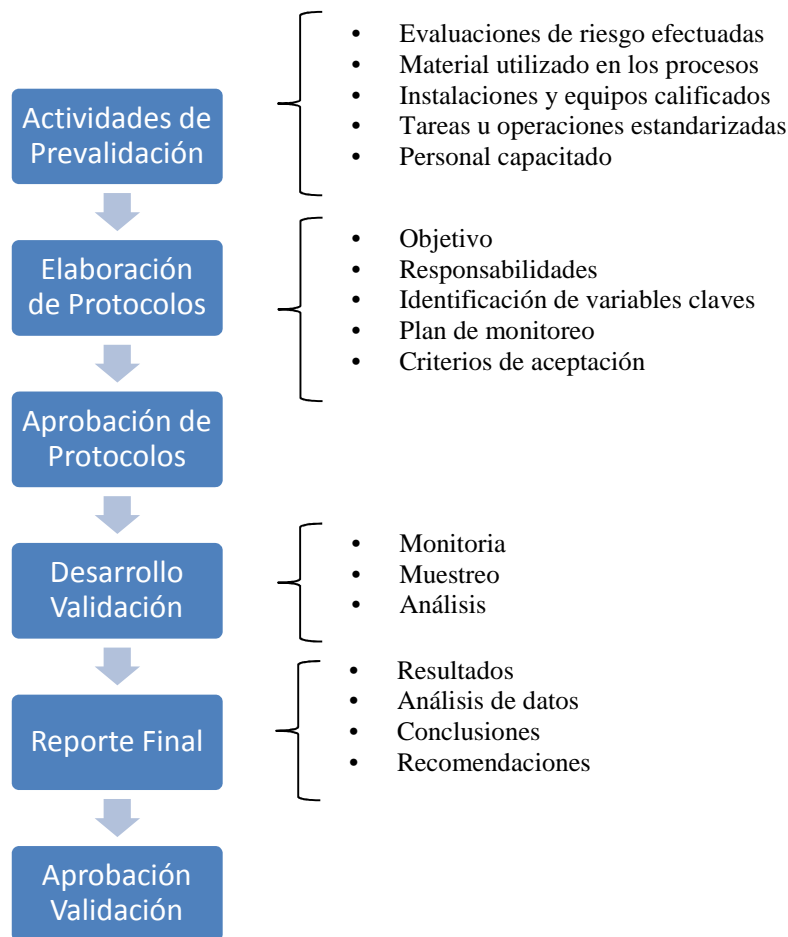 Actividades de
Prevalidación
• Evaluaciones de riesgo efectuadas
• Material utilizado en los procesos
• Instalaciones y equipos calificados
• Tareas u operaciones estandarizadas
• Personal capacitado
Elaboración
de Protocolos
• Objetivo
• Responsabilidades
• Identificación de variables claves
• Plan de monitoreo
• Criterios de aceptación
Aprobación de
Protocolos
Desarrollo
Validación
• Monitoria
• Muestreo
• Análisis
Reporte Final
• Resultados
• Análisis de datos
• Conclusiones
• Recomendaciones
Aprobación
Validación